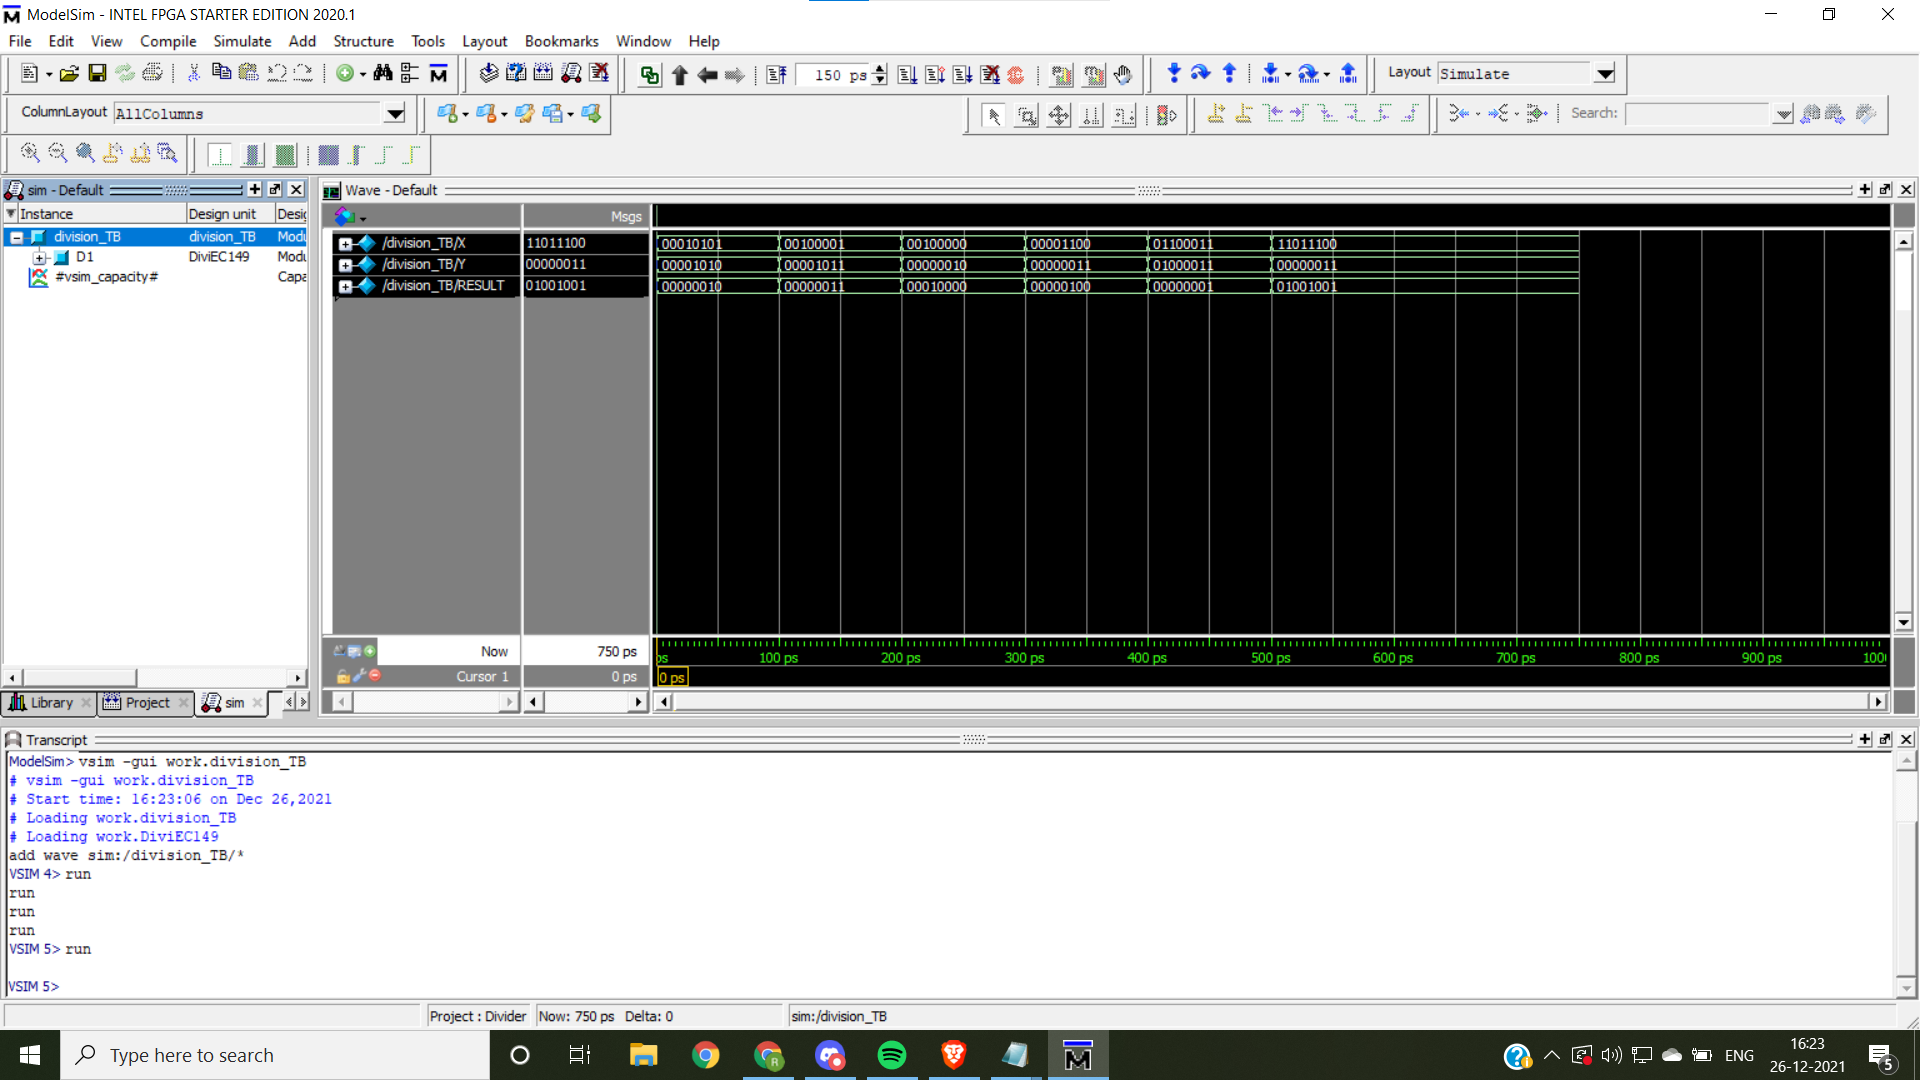 ModelSim - INTEL FPGA STARTER EDITION 2020.1
File Edit View Compile Simulate Add Structure Tools Layout Bookmarks Window Help
150 ps
Layout Simulate
ColumnLayout AllColumns
Search:
sim - Default
Instance Design unit
division_TB division_TB Modu
D1 DiviEC149 Modu
#vsim_capacity# Capa
Library Project sim
Wave - Default
Msgs
/division_TB/X 11011100 00010101 00100001 00100000 00001100 01100011 11011100
/division_TB/Y 00000011 00001010 00001011 00000010 00000011 01000011 00000011
/division_TB/RESULT 01001001 00000010 00000011 00010000 00000100 00000001 01001001
Now 750 ps ps 100 ps 200 ps 300 ps 400 ps 500 ps 600 ps 700 ps 800 ps 900 ps 100
Cursor 1 0 ps 0 ps
Transcript
ModelSim> vsim -gui work.division_TB
# vsim -gui work.division_TB
# Start time: 16:23:06 on Dec 26,2021
# Loading work.division_TB
# Loading work.DiviEC149
add wave sim:/division_TB/*
VSIM 4> run
run
run
run
VSIM 5> run
VSIM 5>
Project : Divider Now: 750 ps Delta: 0 sim:/division_TB
Type here to search
ENG
16:23
26-12-2021
5